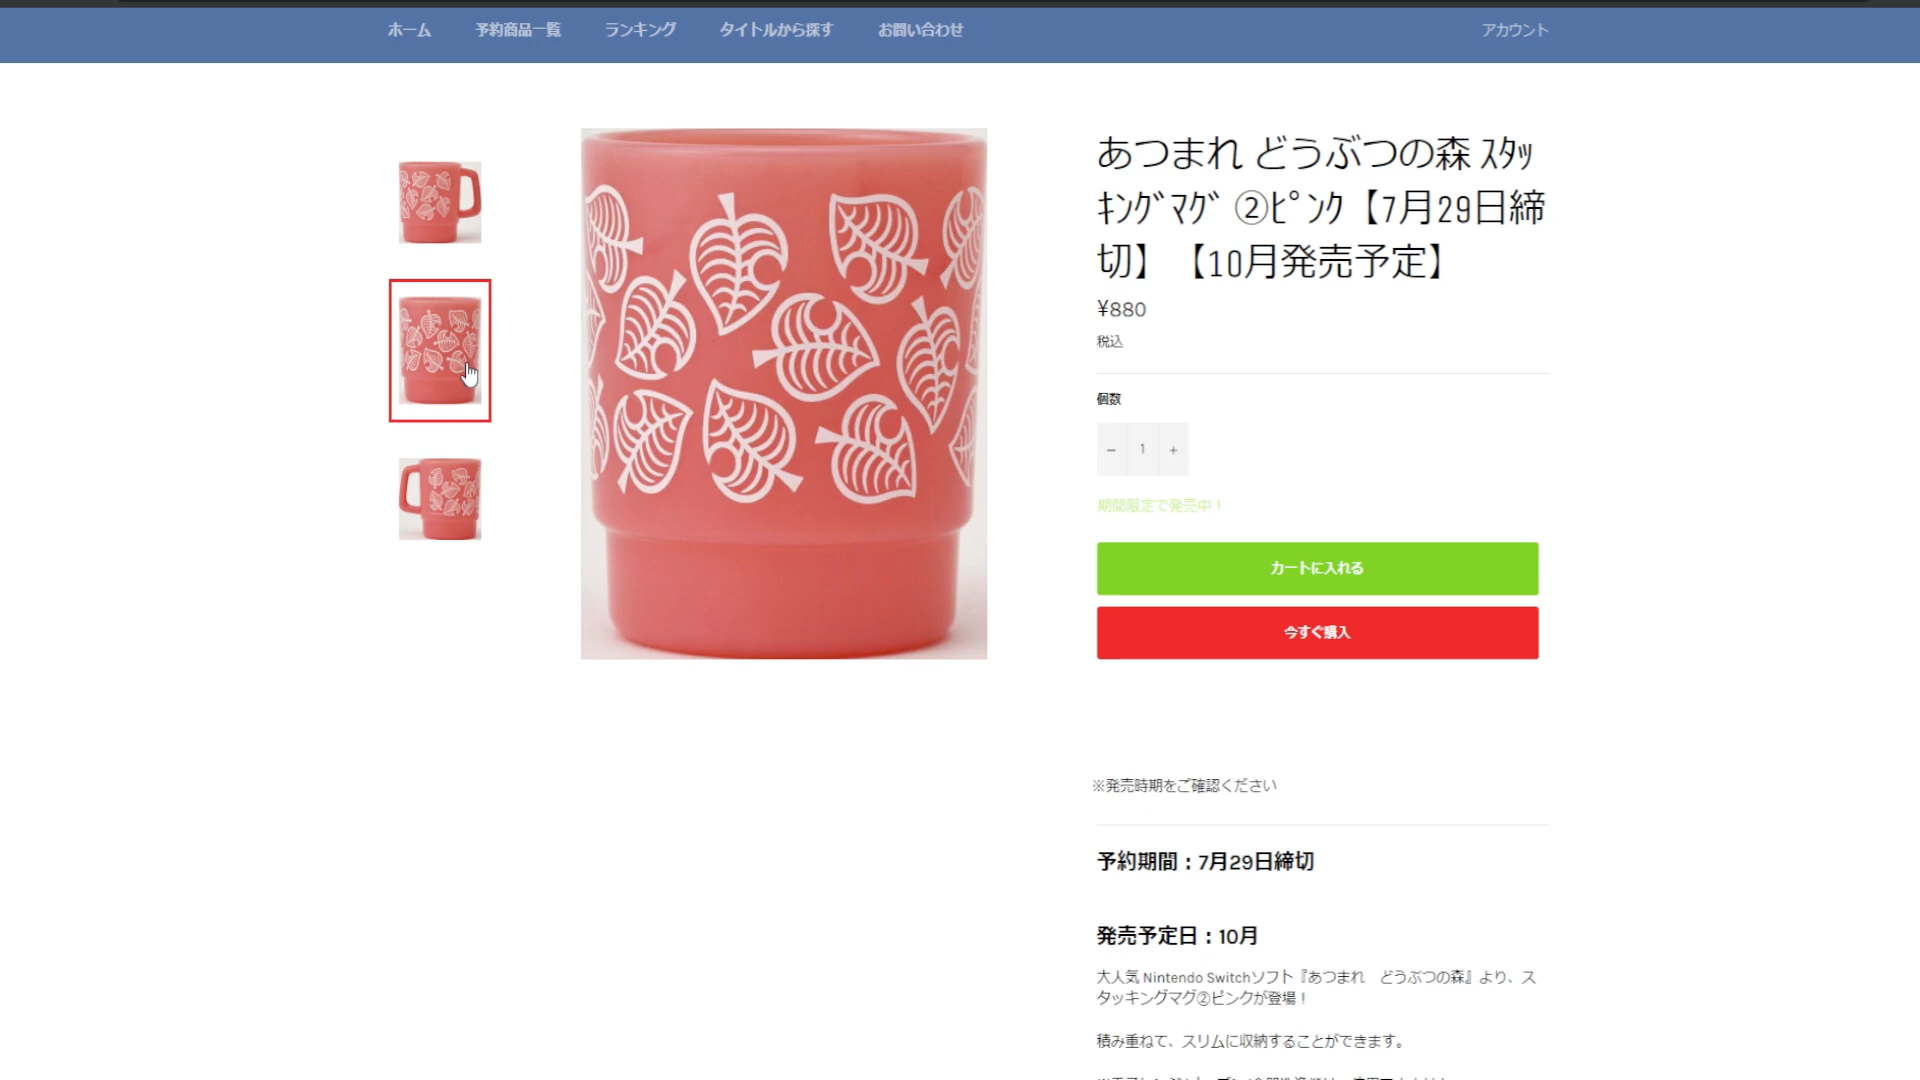 ホーム 予約商品一覧 ランキング タイトルから探す お問い合わせ アカウント
あつまれ どうぶつの森 ｽﾀｯ
ｷﾝｸﾞﾏｸﾞ ②ﾋﾟﾝｸ【7月29日締
切】【10月発売予定】
¥880
税込
個数
− 1 +
期間限定で発売中！
カートに入れる
今すぐ購入
※発売時期をご確認ください
予約期間：7月29日締切
発売予定日：10月
大人気 Nintendo Switchソフト『あつまれ　どうぶつの森』より、ス
タッキングマグ②ピンクが登場！
積み重ねて、スリムに収納することができます。